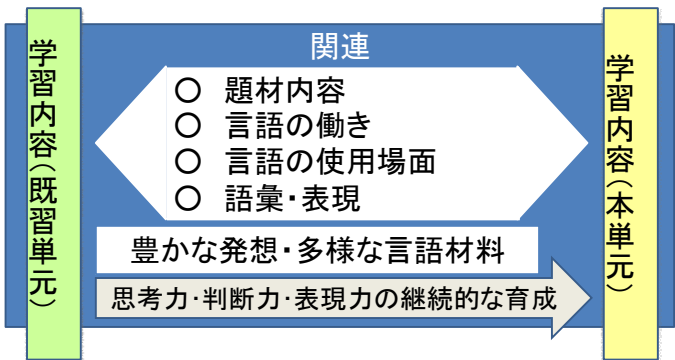 学習内容（既習単元）
関連
○ 題材内容
○ 言語の働き
○ 言語の使用場面
○ 語彙・表現
豊かな発想・多様な言語材料
思考力・判断力・表現力の継続的な育成
学習内容（本単元）